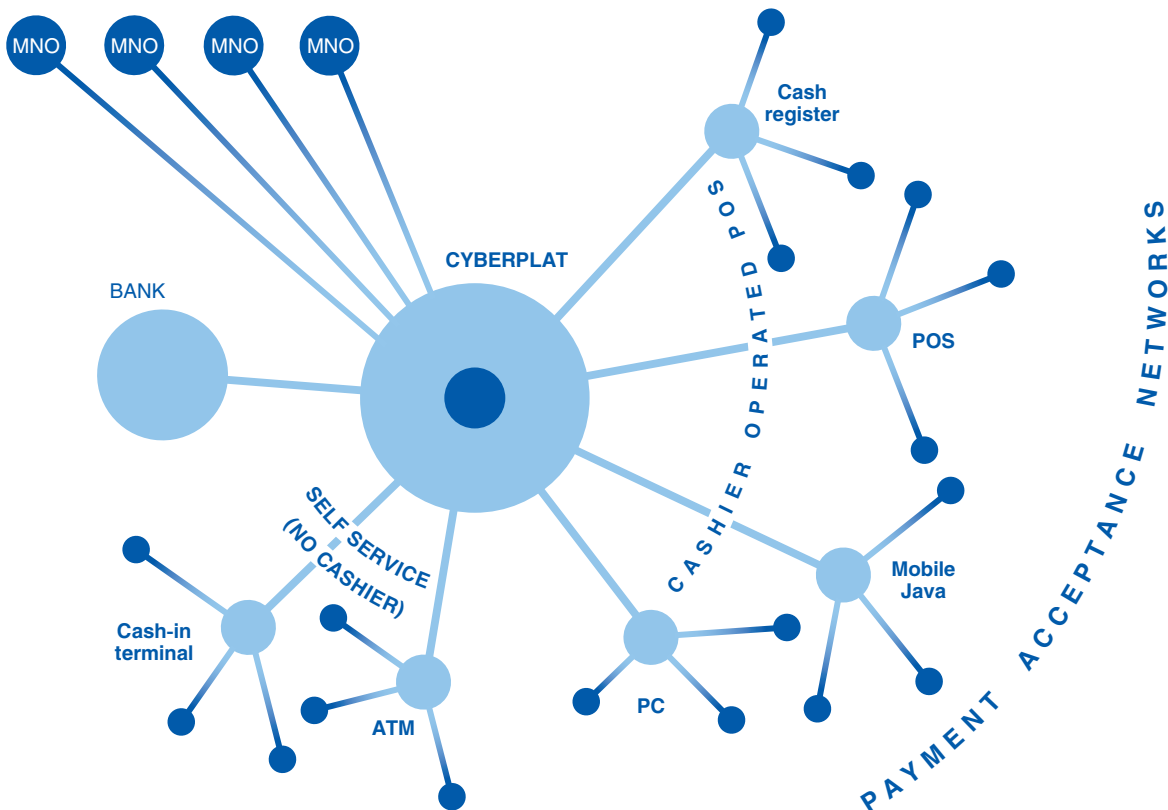 MNO
MNO
MNO
MNO
Cash
register
CYBERPLAT
BANK
POS
CASHIER OPERATED POS
PAYMENT ACCEPTANCE NETWORKS
SELF SERVICE
(NO CASHIER)
Mobile
Java
Cash-in
terminal
PC
ATM